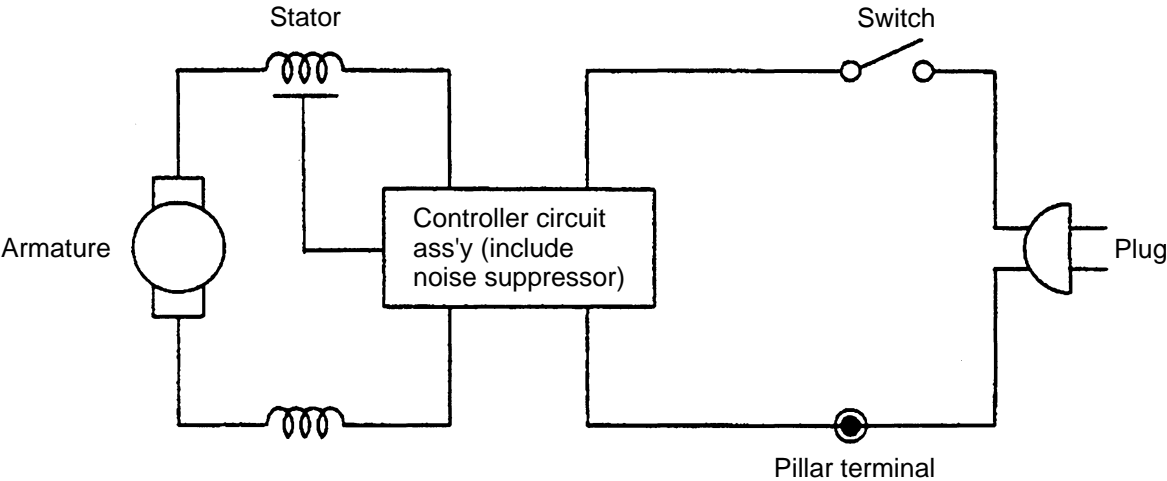 Stator
Switch
Armature
Controller circuit
ass'y (include
noise suppressor)
Plug
Pillar terminal